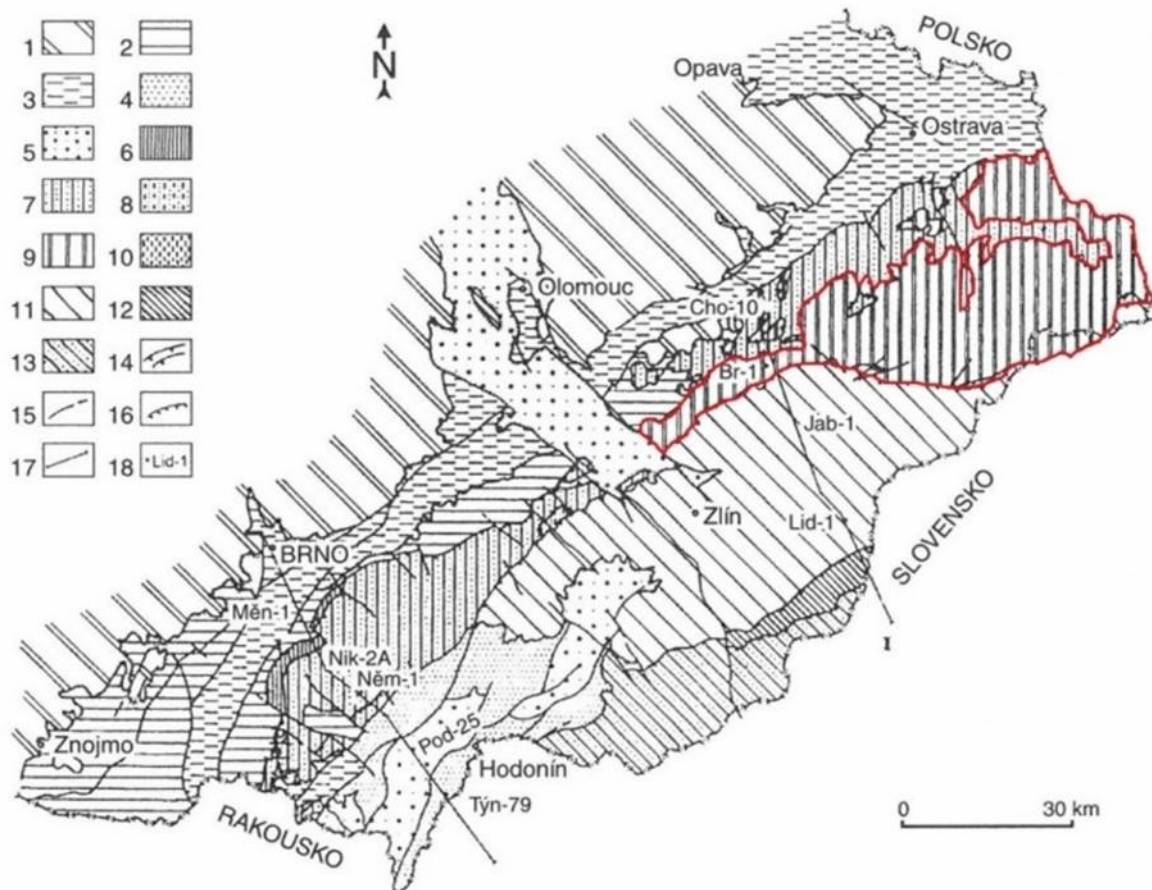 1 2
3 4
5 6
7 8
9 10
11 12
13 14
15 16
17 18 Lid-1
N
POLSKO
Opava
Ostrava
Olomouc
Cho-10
Br-1
Jab-1
Zlín
Lid-1
SLOVENSKO
BRNO
Měn-1
Nik-2A
Něm-1
I
Znojmo
Pod-25
Hodonín
Týn-79
RAKOUSKO
0 30 km